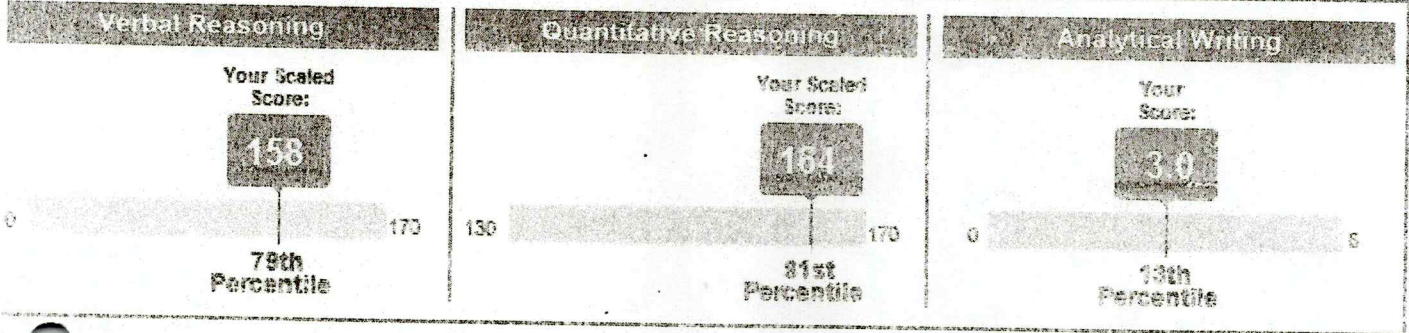 Verbal Reasoning
Your Scaled
Score:
158
0
170
79th
Percentile
Quantitative Reasoning
Your Scaled
Score:
164
130
170
81st
Percentile
Analytical Writing
Your
Score:
3.0
0
6
13th
Percentile